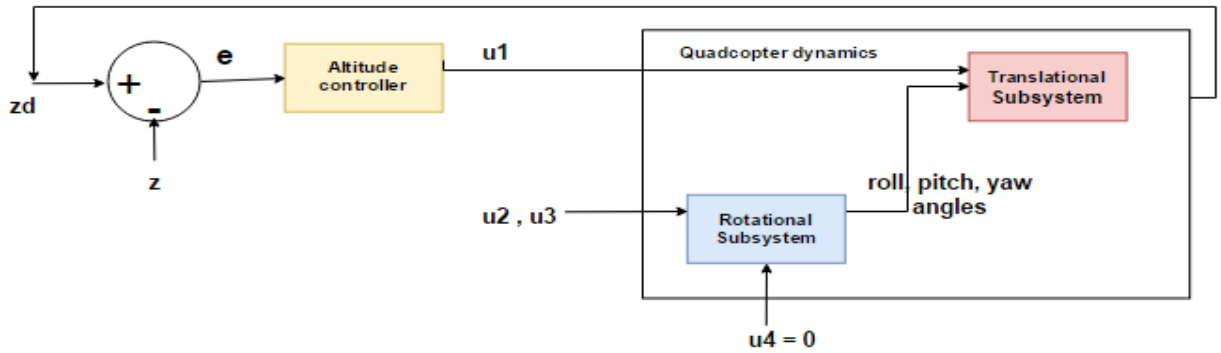 zd
+
-
z
e
Altitude
controller
u1
Quadcopter dynamics
Translational
Subsystem
roll, pitch, yaw
angles
u2 , u3
Rotational
Subsystem
u4 = 0